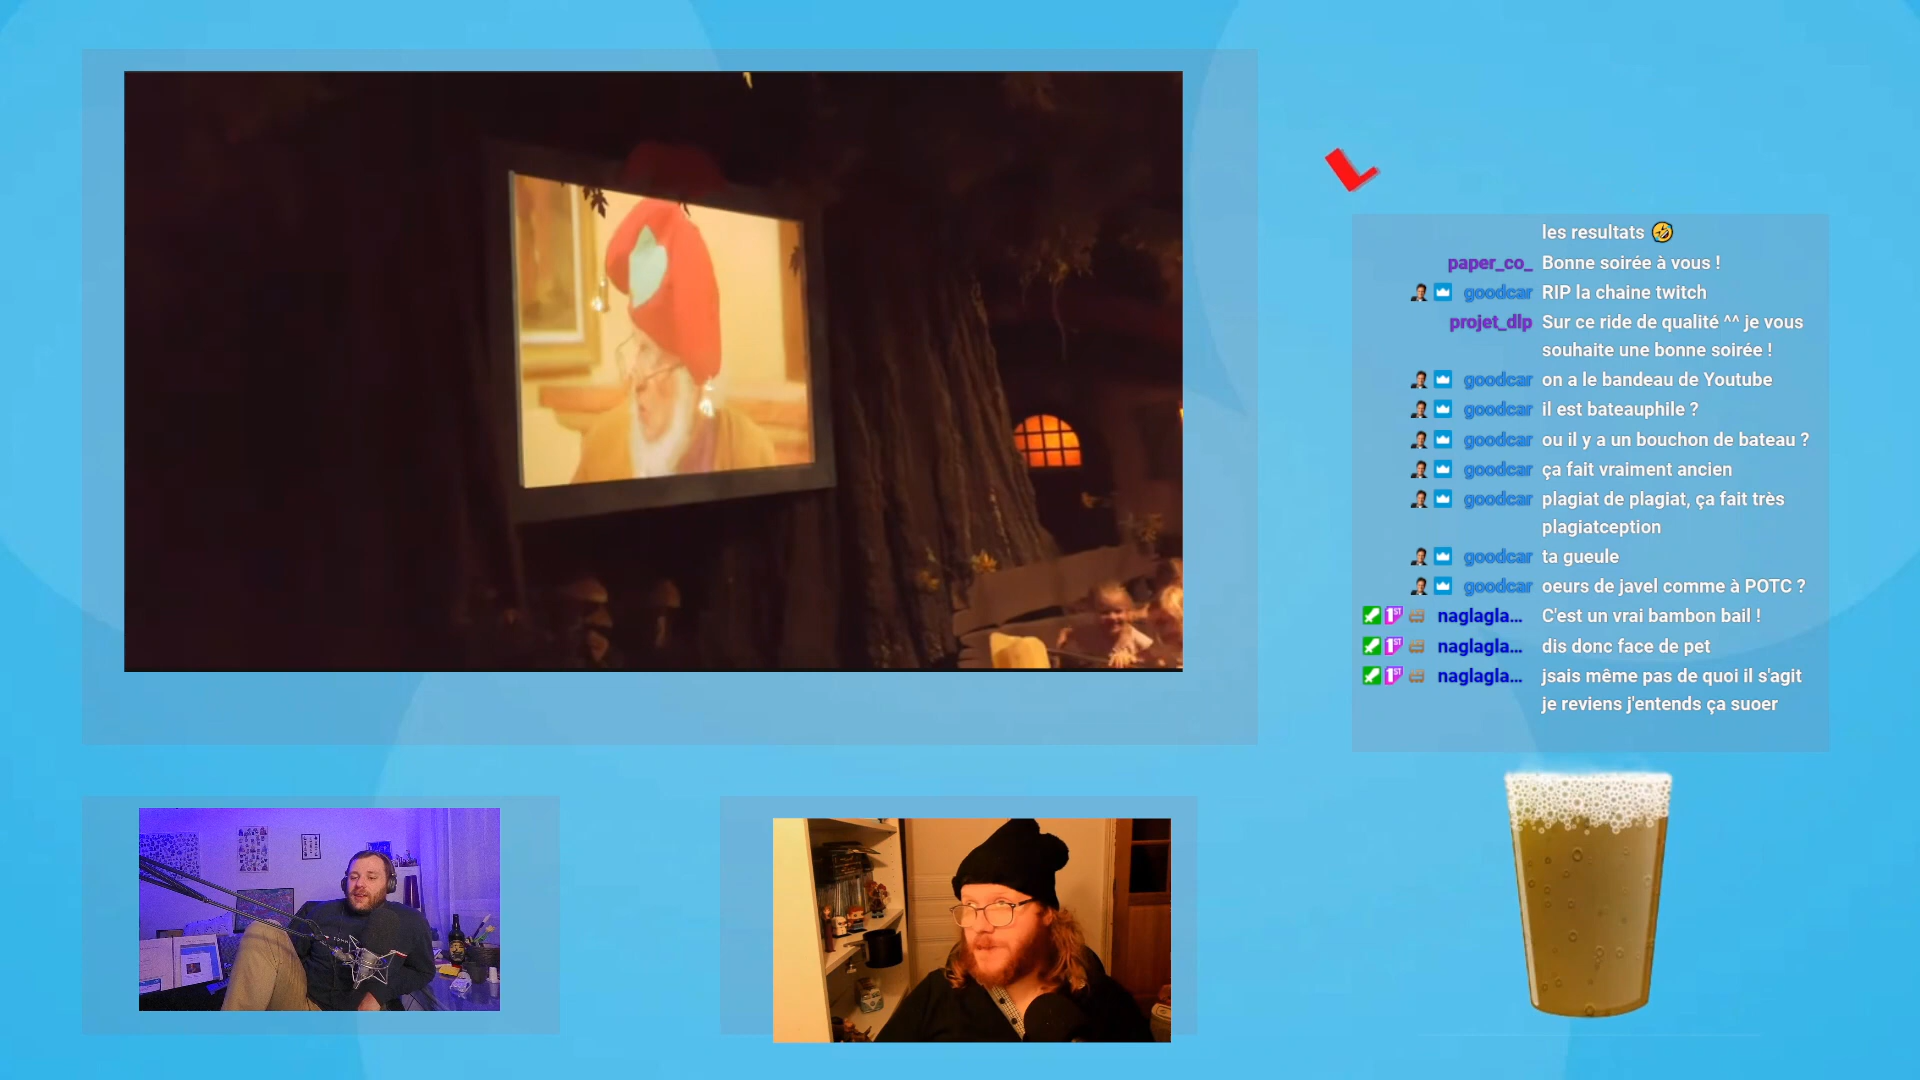 L
les resultats 🤣
paper_co_ Bonne soirée à vous !
goodcar RIP la chaine twitch
projet_dlp Sur ce ride de qualité ^^ je vous
souhaite une bonne soirée !
goodcar on a le bandeau de Youtube
goodcar il est bateauphile ?
goodcar ou il y a un bouchon de bateau ?
goodcar ça fait vraiment ancien
goodcar plagiat de plagiat, ça fait très
plagiatception
goodcar ta gueule
goodcar oeurs de javel comme à POTC ?
1ST naglagla... C'est un vrai bambon bail !
1ST naglagla... dis donc face de pet
1ST naglagla... jsais même pas de quoi il s'agit
je reviens j'entends ça suoer